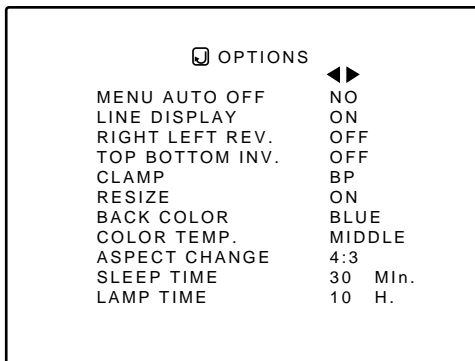 OPTIONS
MENU AUTO OFF NO
LINE DISPLAY ON
RIGHT LEFT REV. OFF
TOP BOTTOM INV. OFF
CLAMP BP
RESIZE ON
BACK COLOR BLUE
COLOR TEMP. MIDDLE
ASPECT CHANGE 4:3
SLEEP TIME 30 MIn.
LAMP TIME 10 H.